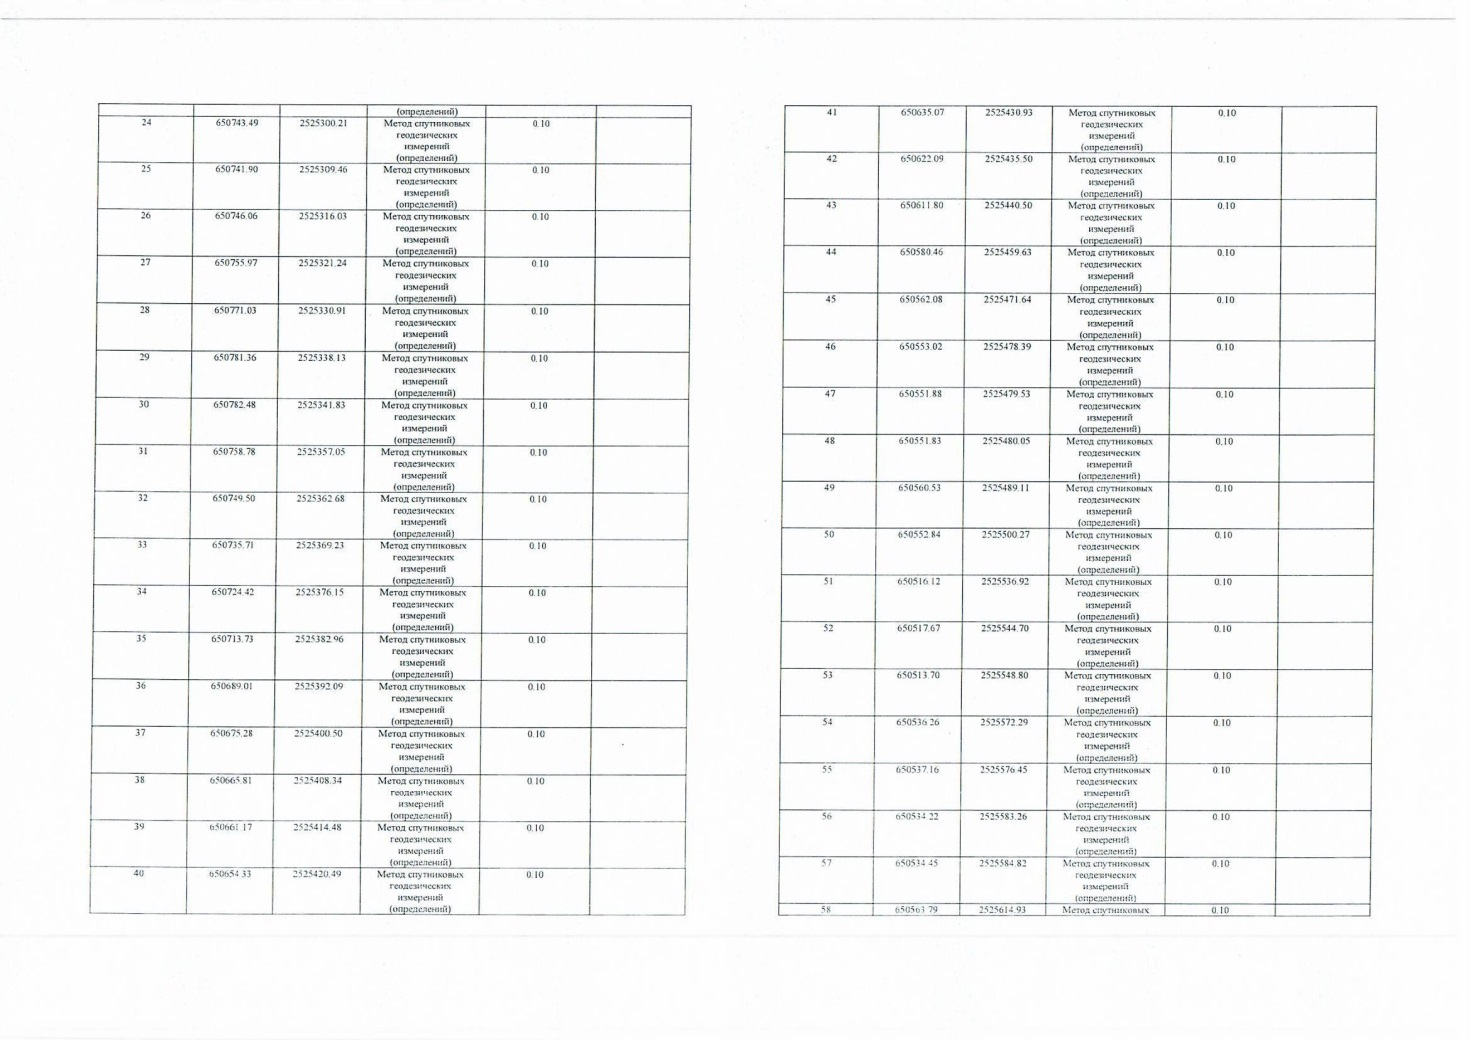 (определений)
24 650743.49 2525300.21 Метод спутниковых 0.10
геодезических
измерений
(определений)
25 650741.90 2525309.46 Метод спутниковых 0.10
геодезических
измерений
(определений)
26 650746.06 2525316.03 Метод спутниковых 0.10
геодезических
измерений
(определений)
27 650755.97 2525321.24 Метод спутниковых 0.10
геодезических
измерений
(определений)
28 650771.03 2525330.91 Метод спутниковых 0.10
геодезических
измерений
(определений)
29 650781.36 2525338.13 Метод спутниковых 0.10
геодезических
измерений
(определений)
30 650782.48 2525341.83 Метод спутниковых 0.10
геодезических
измерений
(определений)
31 650758.78 2525357.05 Метод спутниковых 0.10
геодезических
измерений
(определений)
32 650749.50 2525362.68 Метод спутниковых 0.10
геодезических
измерений
(определений)
33 650735.71 2525369.23 Метод спутниковых 0.10
геодезических
измерений
(определений)
34 650724.42 2525376.15 Метод спутниковых 0.10
геодезических
измерений
(определений)
35 650713.73 2525382.96 Метод спутниковых 0.10
геодезических
измерений
(определений)
36 650689.01 2525392.09 Метод спутниковых 0.10
геодезических
измерений
(определений)
37 650675.28 2525400.50 Метод спутниковых 0.10
геодезических
измерений
(определений)
38 650665.81 2525408.34 Метод спутниковых 0.10
геодезических
измерений
(определений)
39 650661.17 2525414.48 Метод спутниковых 0.10
геодезических
измерений
(определений)
40 650654.33 2525420.49 Метод спутниковых 0.10
геодезических
измерений
(определений)
41 650635.07 2525430.93 Метод спутниковых 0.10
геодезических
измерений
(определений)
42 650622.09 2525435.50 Метод спутниковых 0.10
геодезических
измерений
(определений)
43 650611.80 2525440.50 Метод спутниковых 0.10
геодезических
измерений
(определений)
44 650580.46 2525459.63 Метод спутниковых 0.10
геодезических
измерений
(определений)
45 650562.08 2525471.64 Метод спутниковых 0.10
геодезических
измерений
(определений)
46 650553.02 2525478.39 Метод спутниковых 0.10
геодезических
измерений
(определений)
47 650551.88 2525479.53 Метод спутниковых 0.10
геодезических
измерений
(определений)
48 650551.83 2525480.05 Метод спутниковых 0.10
геодезических
измерений
(определений)
49 650560.53 2525489.11 Метод спутниковых 0.10
геодезических
измерений
(определений)
50 650552.84 2525500.27 Метод спутниковых 0.10
геодезических
измерений
(определений)
51 650516.12 2525536.92 Метод спутниковых 0.10
геодезических
измерений
(определений)
52 650517.67 2525544.70 Метод спутниковых 0.10
геодезических
измерений
(определений)
53 650513.70 2525548.80 Метод спутниковых 0.10
геодезических
измерений
(определений)
54 650536.26 2525572.29 Метод спутниковых 0.10
геодезических
измерений
(определений)
55 650537.16 2525576.45 Метод спутниковых 0.10
геодезических
измерений
(определений)
56 650534.22 2525583.26 Метод спутниковых 0.10
геодезических
измерений
(определений)
57 650534.45 2525584.82 Метод спутниковых 0.10
геодезических
измерений
(определений)
58 650563.79 2525614.93 Метод спутниковых 0.10